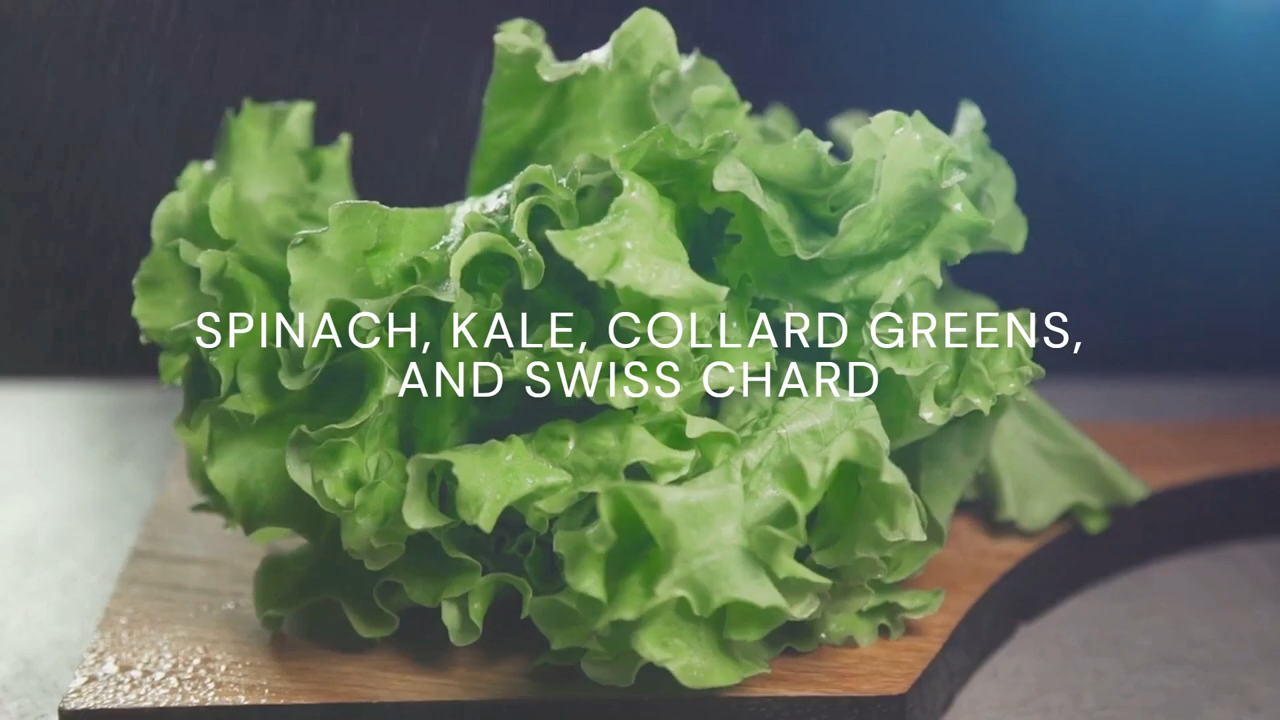 SPINACH, KALE, COLLARD GREENS,
AND SWISS CHARD